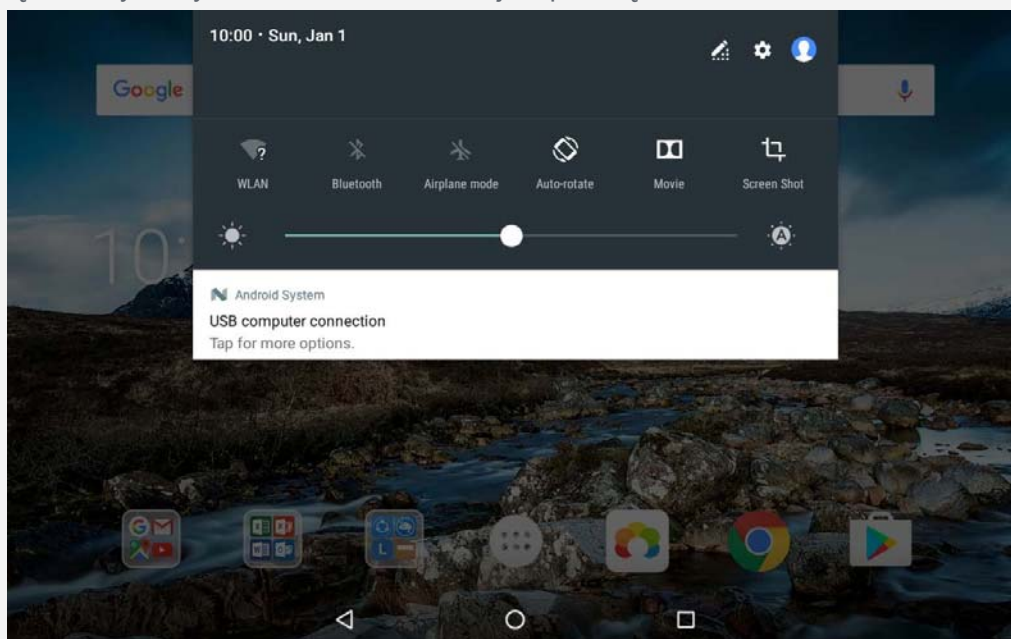 10:00 · Sun, Jan 1
Google
WLAN
Bluetooth
Airplane mode
Auto-rotate
Movie
Screen Shot
A
10:
Android System
USB computer connection
Tap for more options.